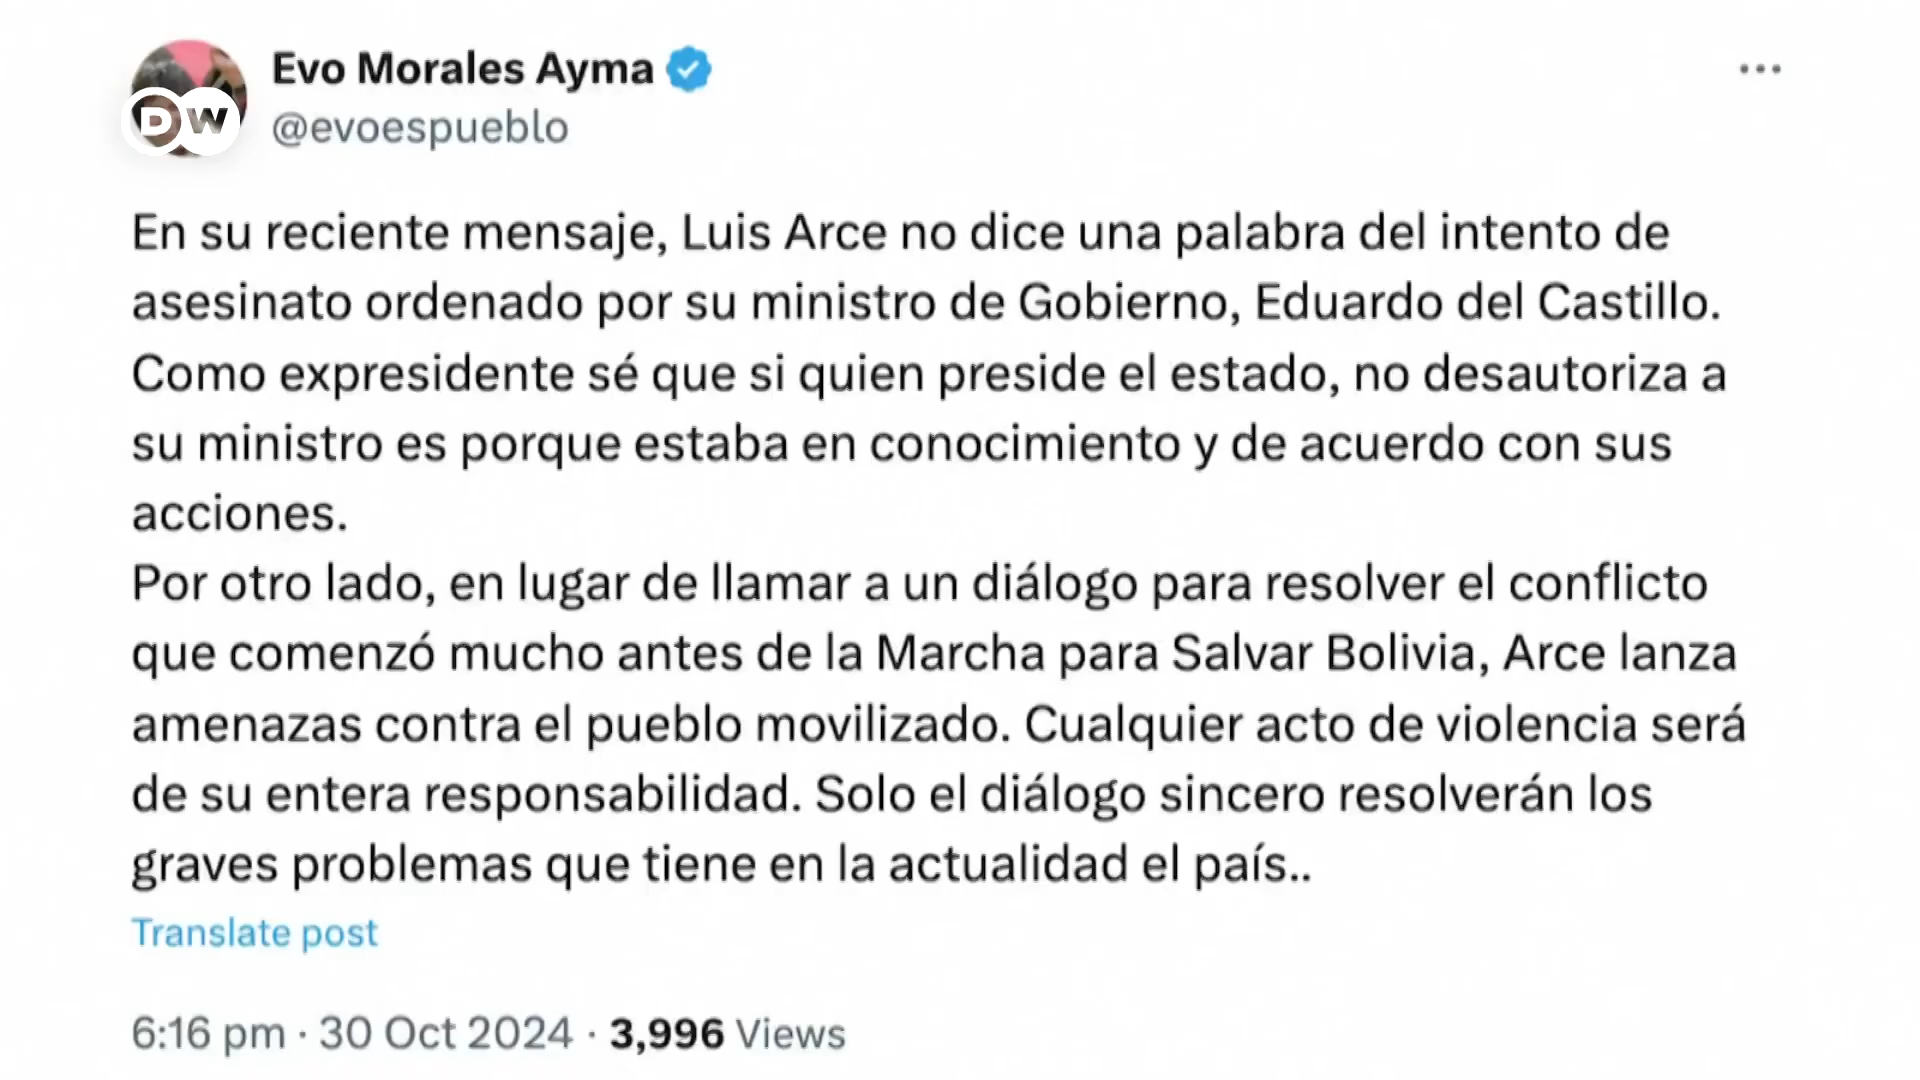 Evo Morales Ayma
DW
@evoespueblo
En su reciente mensaje, Luis Arce no dice una palabra del intento de
asesinato ordenado por su ministro de Gobierno, Eduardo del Castillo.
Como expresidente sé que si quien preside el estado, no desautoriza a
su ministro es porque estaba en conocimiento y de acuerdo con sus
acciones.
Por otro lado, en lugar de llamar a un diálogo para resolver el conflicto
que comenzó mucho antes de la Marcha para Salvar Bolivia, Arce lanza
amenazas contra el pueblo movilizado. Cualquier acto de violencia será
de su entera responsabilidad. Solo el diálogo sincero resolverán los
graves problemas que tiene en la actualidad el país..
Translate post
6:16 pm · 30 Oct 2024 · 3,996 Views